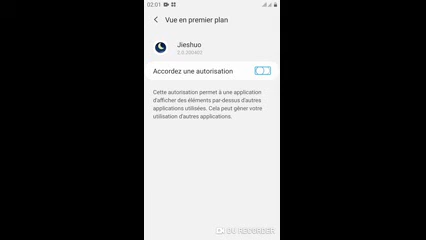 02:01
Vue en premier plan
Jieshuo
Accordez une autorisation
Cette autorisation permet à une application
d'afficher des éléments par-dessus d'autres
applications utilisées. Cela peut gêner votre
utilisation d'autres applications.
DU RECORDER